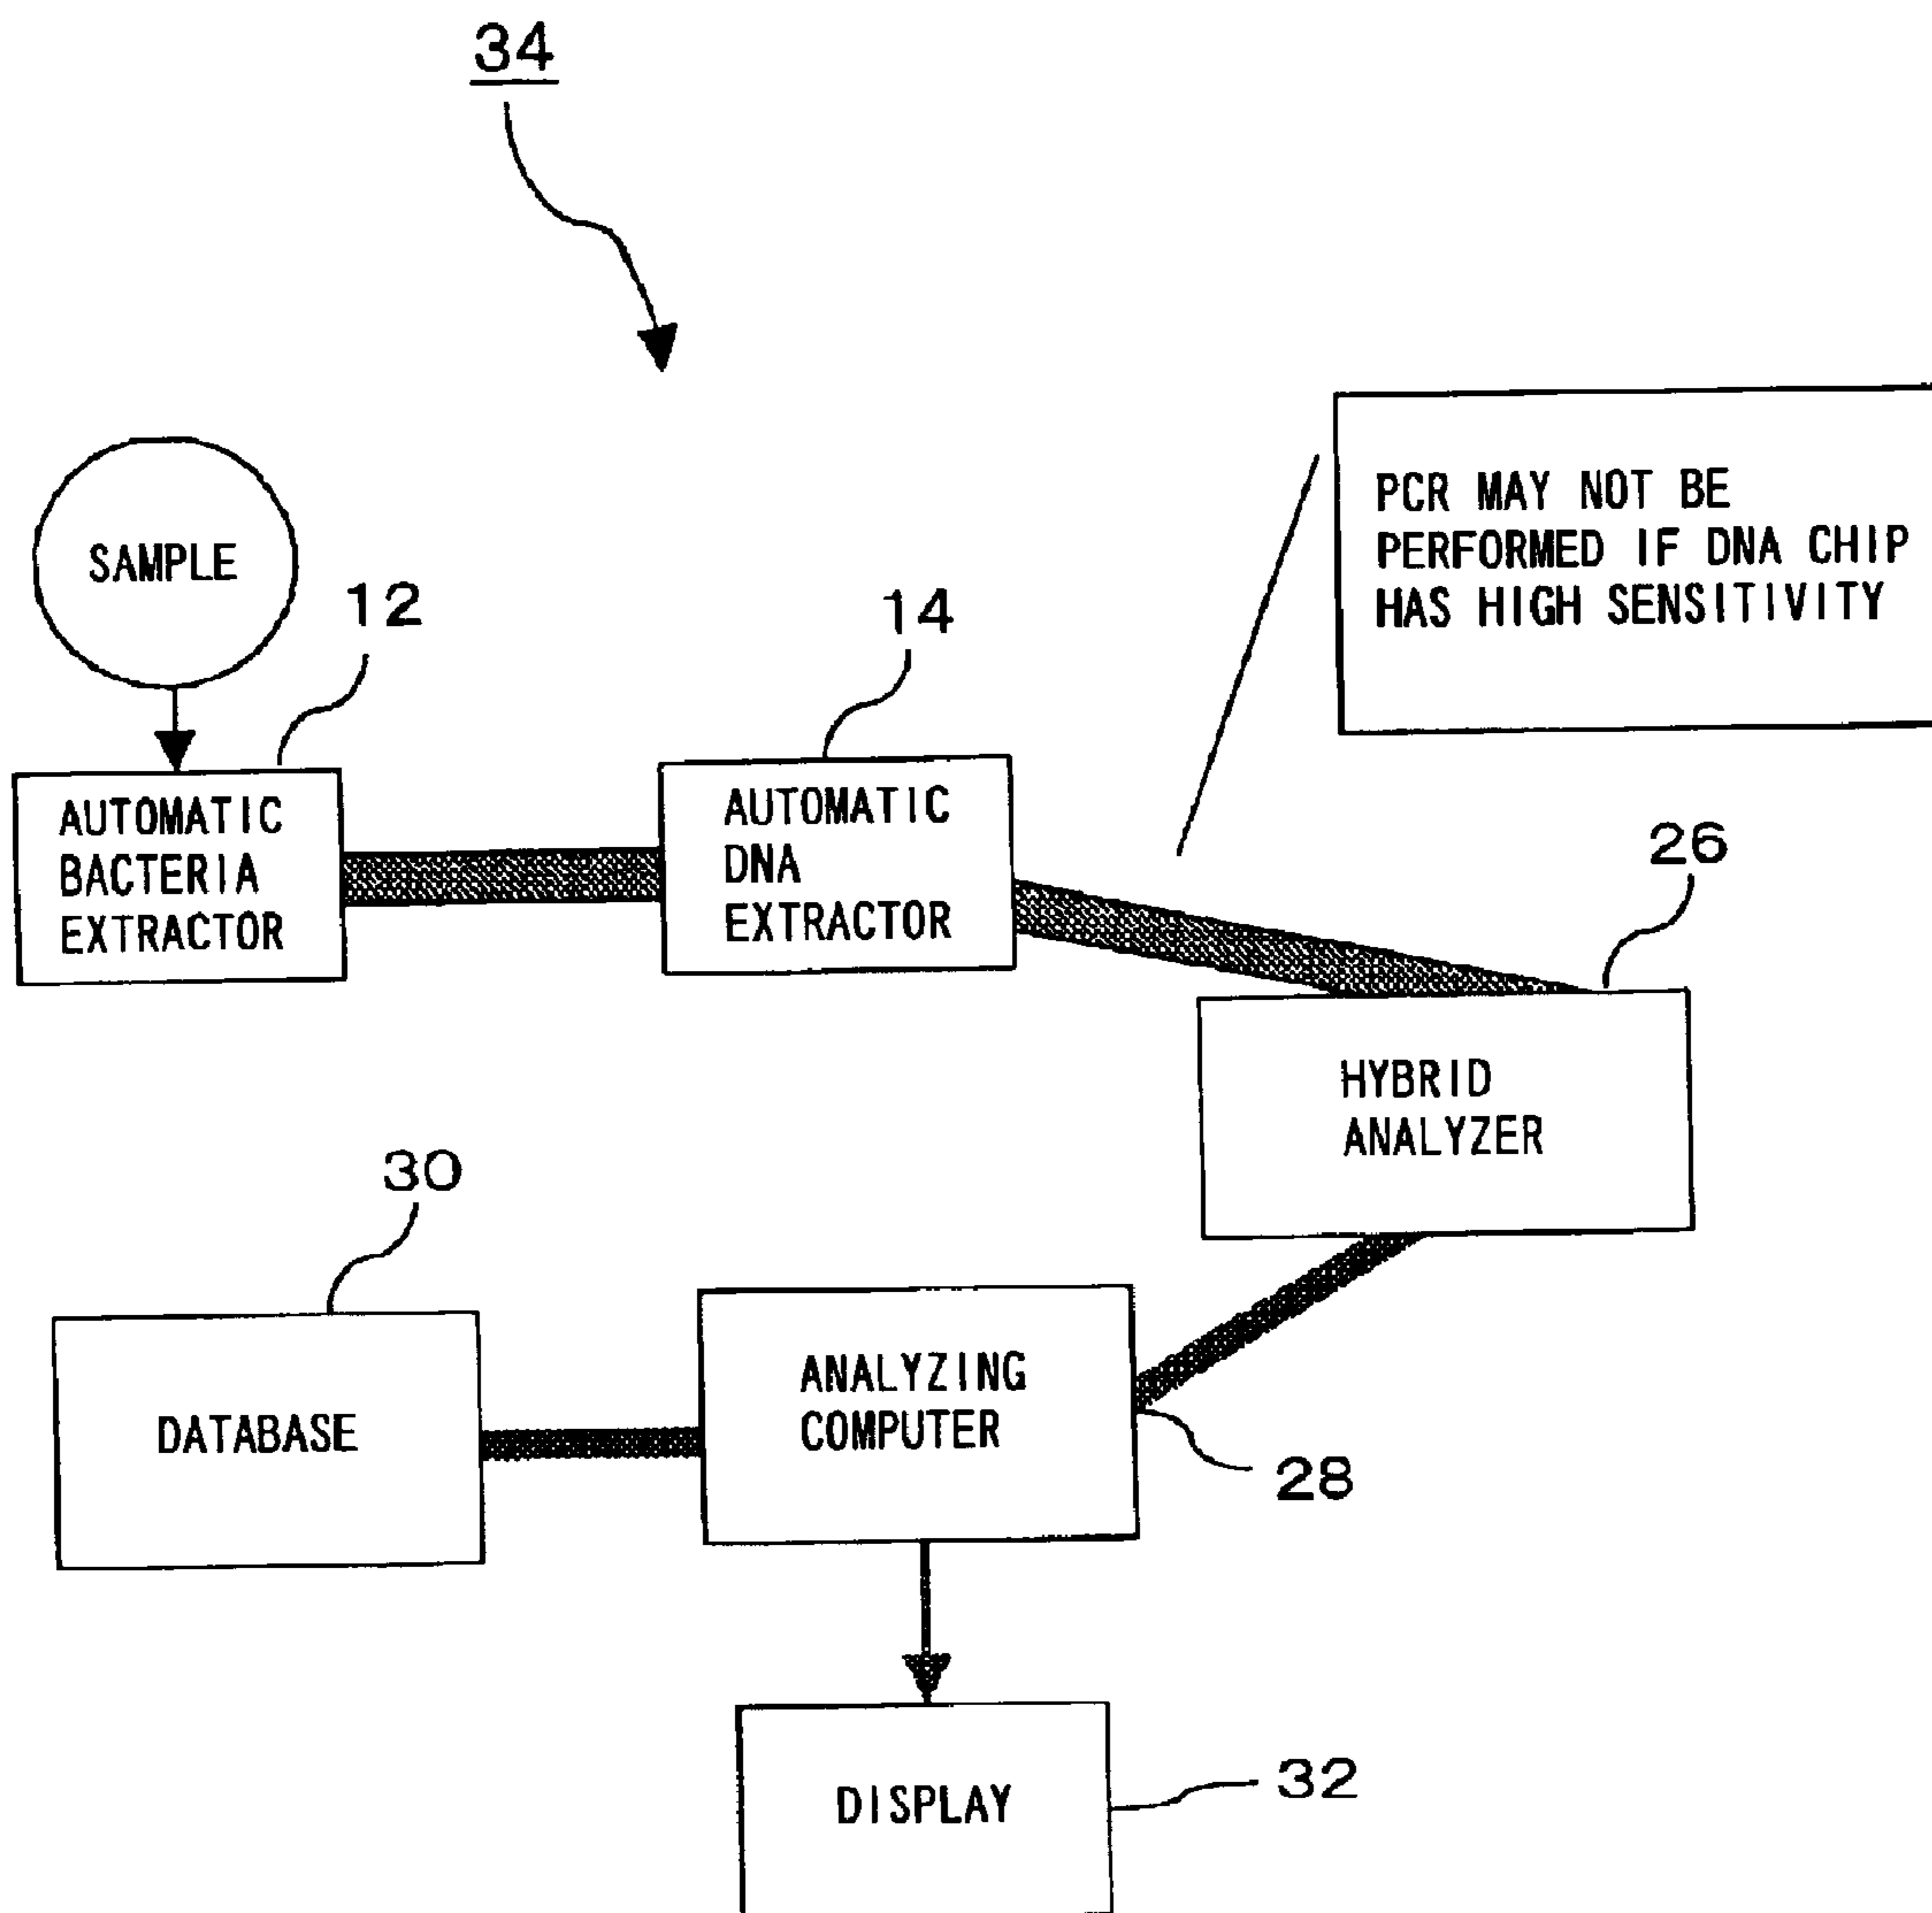 34
PCR MAY NOT BE
PERFORMED IF DNA CHIP
HAS HIGH SENSITIVITY
SAMPLE
12
14
AUTOMATIC
BACTERIA
EXTRACTOR
AUTOMATIC
DNA
EXTRACTOR
26
HYBRID
ANALYZER
30
DATABASE
ANALYZING
COMPUTER
28
DISPLAY
32